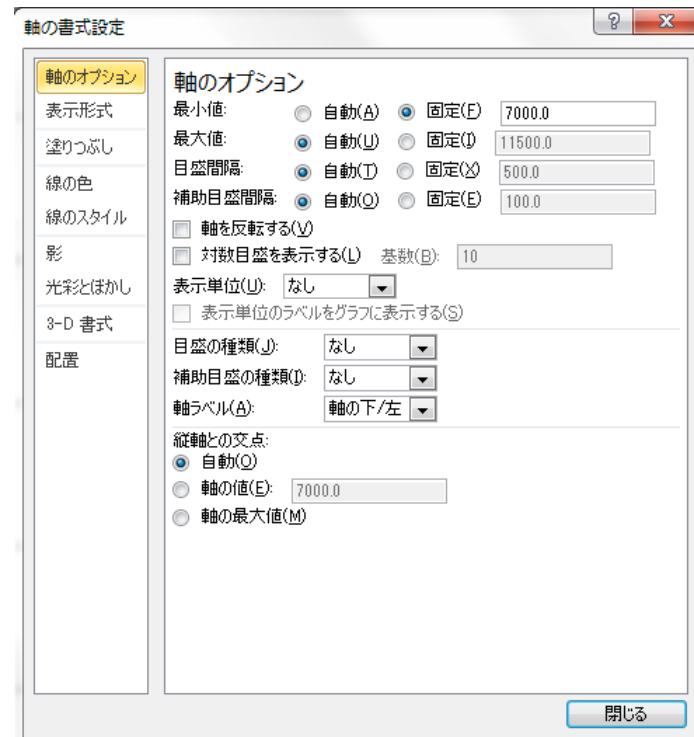 軸の書式設定
軸のオプション
表示形式
塗りつぶし
線の色
線のスタイル
影
光彩とぼかし
3-D 書式
配置
軸のオプション
最小値: 自動(A) 固定(F) 7000.0
最大値: 自動(U) 固定(I) 11500.0
目盛間隔: 自動(T) 固定(X) 500.0
補助目盛間隔: 自動(O) 固定(E) 100.0
軸を反転する(V)
対数目盛を表示する(L) 基数(B): 10
表示単位(U): なし
表示単位のラベルをグラフに表示する(S)
目盛の種類(J): なし
補助目盛の種類(I): なし
軸ラベル(A): 軸の下/左
縦軸との交点:
自動(O)
軸の値(E): 7000.0
軸の最大値(M)
閉じる